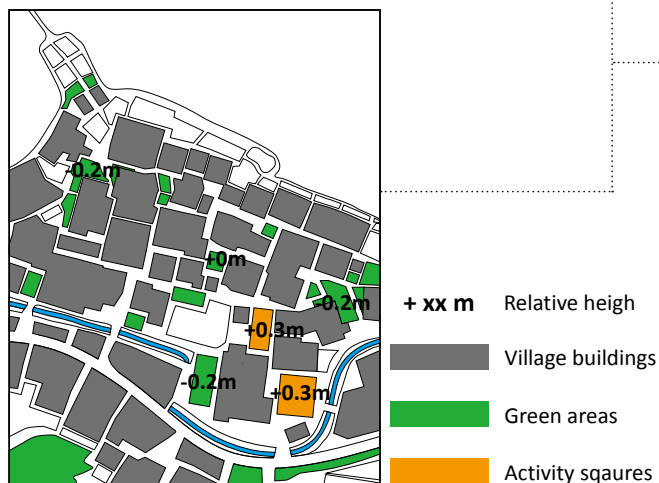 -0.2m
+0m
-0.2m
+0.3m
-0.2m
+0.3m
+ xx m Relative heigh
Village buildings
Green areas
Activity sqaures